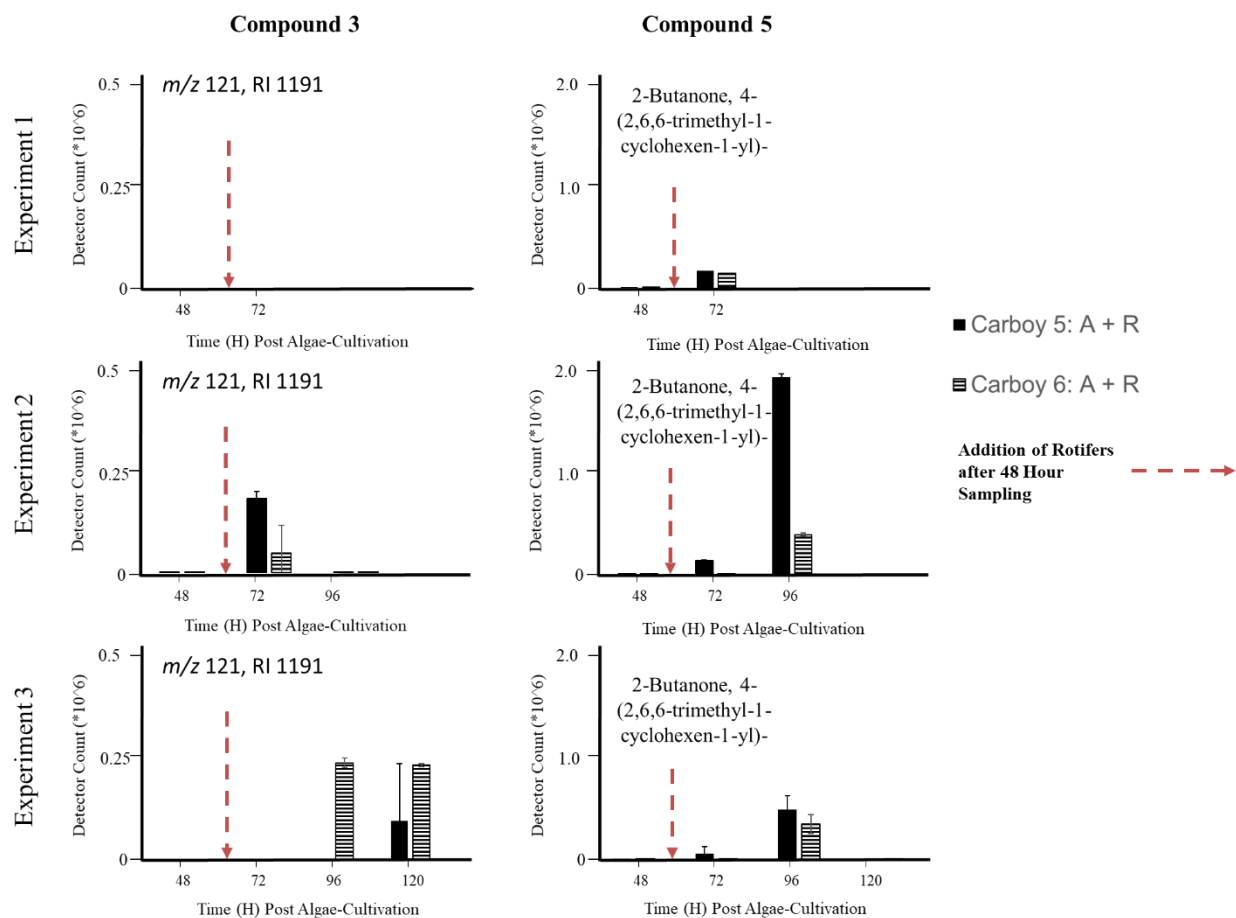 Compound 3
Compound 5
Experiment 1
Detector Count (*10^6)
0.5
0.25
0
m/z 121, RI 1191
48
72
Time (H) Post Algae-Cultivation
Detector Count (*10^6)
2.0
1.0
0
2-Butanone, 4-
(2,6,6-trimethyl-1-
cyclohexen-1-yl)-
48
72
Time (H) Post Algae-Cultivation
Carboy 5: A + R
Carboy 6: A + R
Addition of Rotifers
after 48 Hour
Sampling
Experiment 2
Detector Count (*10^6)
0.5
0.25
0
m/z 121, RI 1191
48
72
96
Time (H) Post Algae-Cultivation
Detector Count (*10^6)
2.0
1.0
0
2-Butanone, 4-
(2,6,6-trimethyl-1-
cyclohexen-1-yl)-
48
72
96
Time (H) Post Algae-Cultivation
Experiment 3
Detector Count (*10^6)
0.5
0.25
0
m/z 121, RI 1191
48
72
96
120
Time (H) Post Algae-Cultivation
Detector Count (*10^6)
2.0
1.0
0
2-Butanone, 4-
(2,6,6-trimethyl-1-
cyclohexen-1-yl)-
48
72
96
120
Time (H) Post Algae-Cultivation